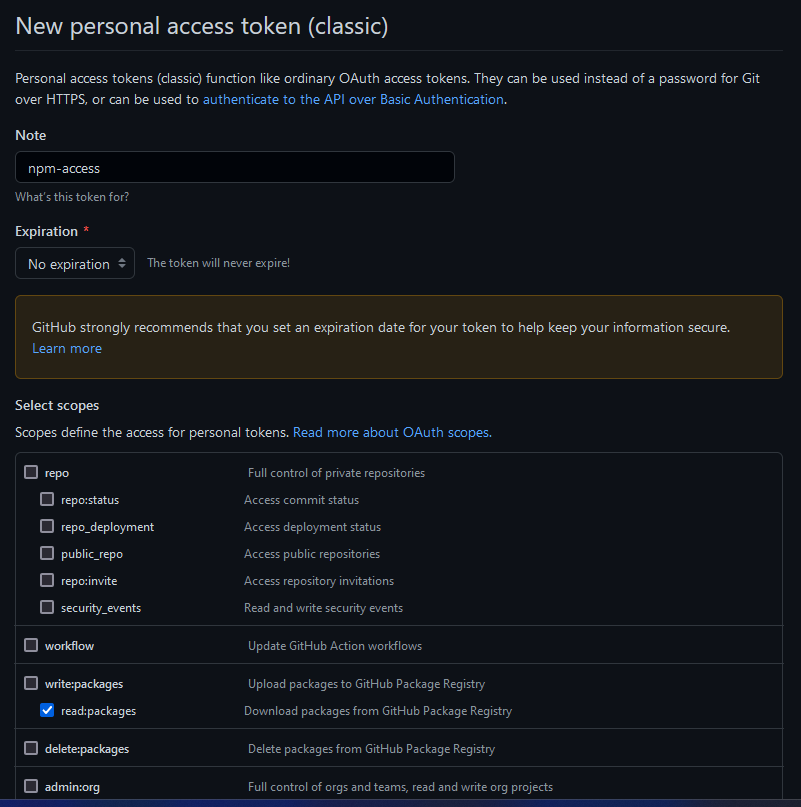 New personal access token (classic)
Personal access tokens (classic) function like ordinary OAuth access tokens. They can be used instead of a password for Git
over HTTPS, or can be used to authenticate to the API over Basic Authentication.
Note
npm-access
What's this token for?
Expiration *
No expiration The token will never expire!
GitHub strongly recommends that you set an expiration date for your token to help keep your information secure.
Learn more
Select scopes
Scopes define the access for personal tokens. Read more about OAuth scopes.
repo Full control of private repositories
repo:status Access commit status
repo_deployment Access deployment status
public_repo Access public repositories
repo:invite Access repository invitations
security_events Read and write security events
workflow Update GitHub Action workflows
write:packages Upload packages to GitHub Package Registry
read:packages Download packages from GitHub Package Registry
delete:packages Delete packages from GitHub Package Registry
admin:org Full control of orgs and teams, read and write org projects